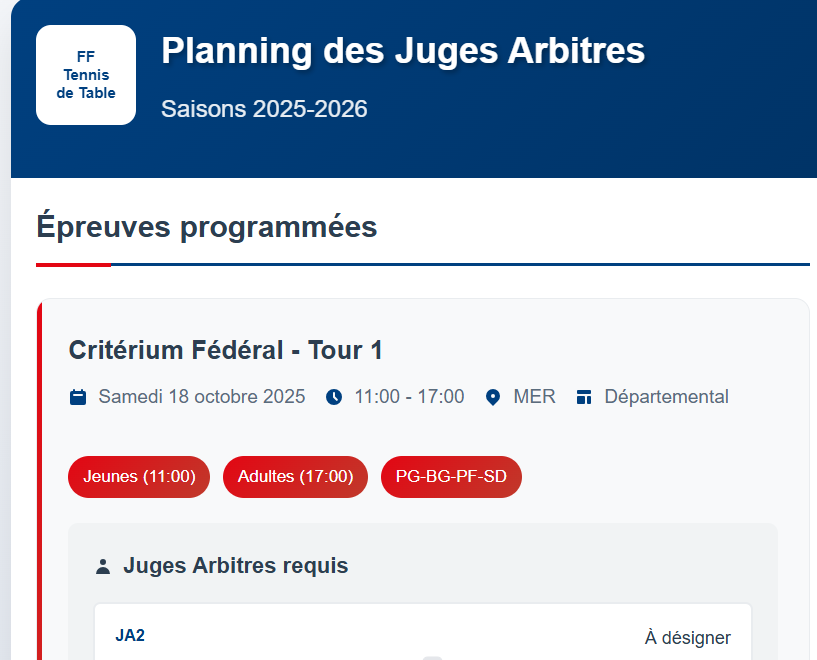 FF
Tennis
de Table
Planning des Juges Arbitres
Saisons 2025-2026
Épreuves programmées
Critérium Fédéral - Tour 1
Samedi 18 octobre 2025 11:00 - 17:00 MER Départemental
Jeunes (11:00) Adultes (17:00) PG-BG-PF-SD
Juges Arbitres requis
JA2 À désigner